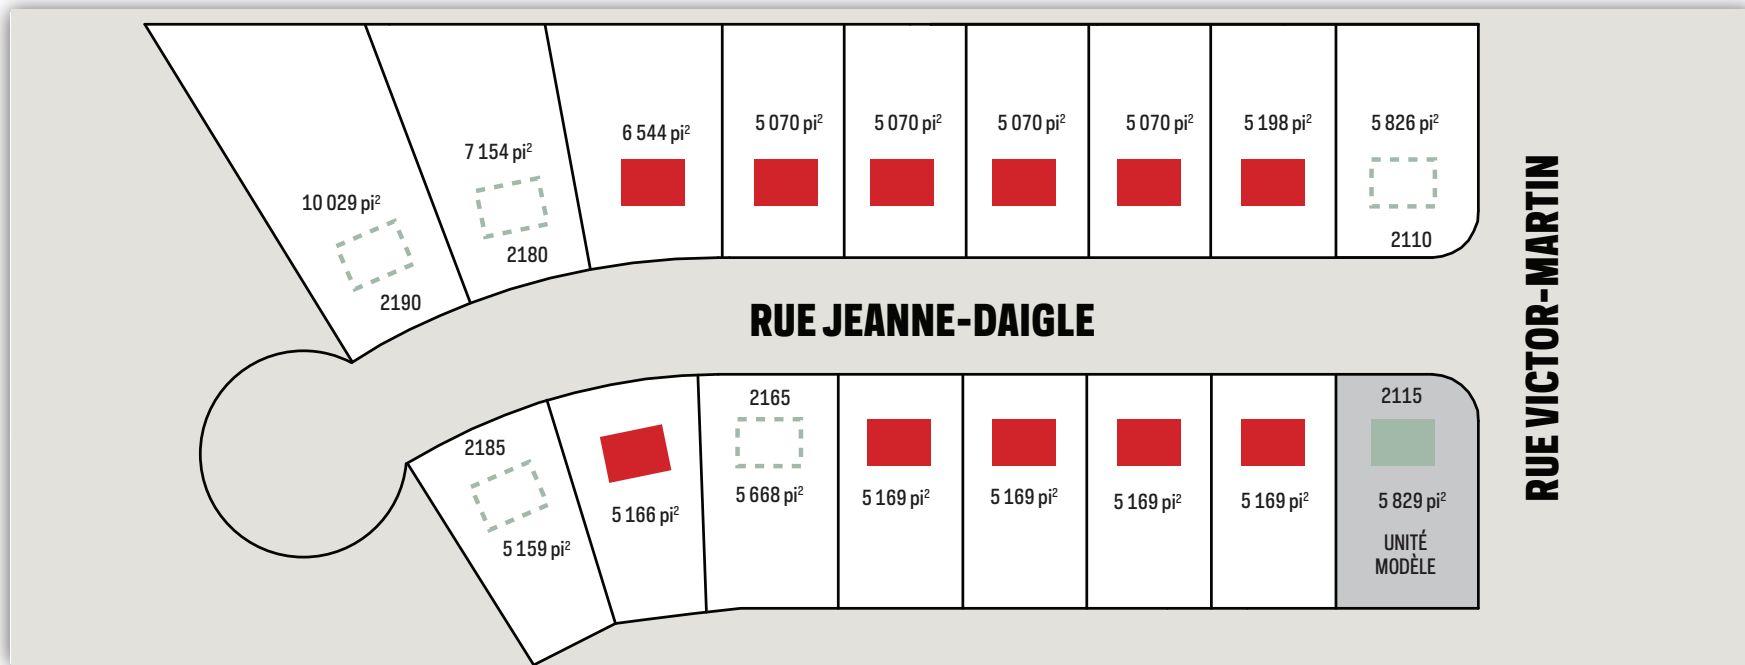 10 029 pi²
2190
7 154 pi²
2180
6 544 pi²
5 070 pi²
5 070 pi²
5 070 pi²
5 070 pi²
5 198 pi²
5 826 pi²
2110
RUE JEANNE-DAIGLE
RUE VICTOR-MARTIN
2185
5 159 pi²
5 166 pi²
2165
5 668 pi²
5 169 pi²
5 169 pi²
5 169 pi²
5 169 pi²
2115
5 829 pi²
UNITÉ
MODÈLE